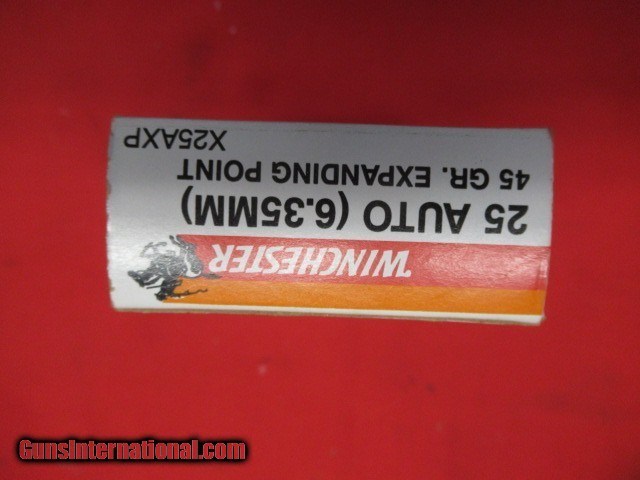 WINCHESTER
25 AUTO (6.35MM)
45 GR. EXPANDING POINT
X25AXP
GunsInternational.com